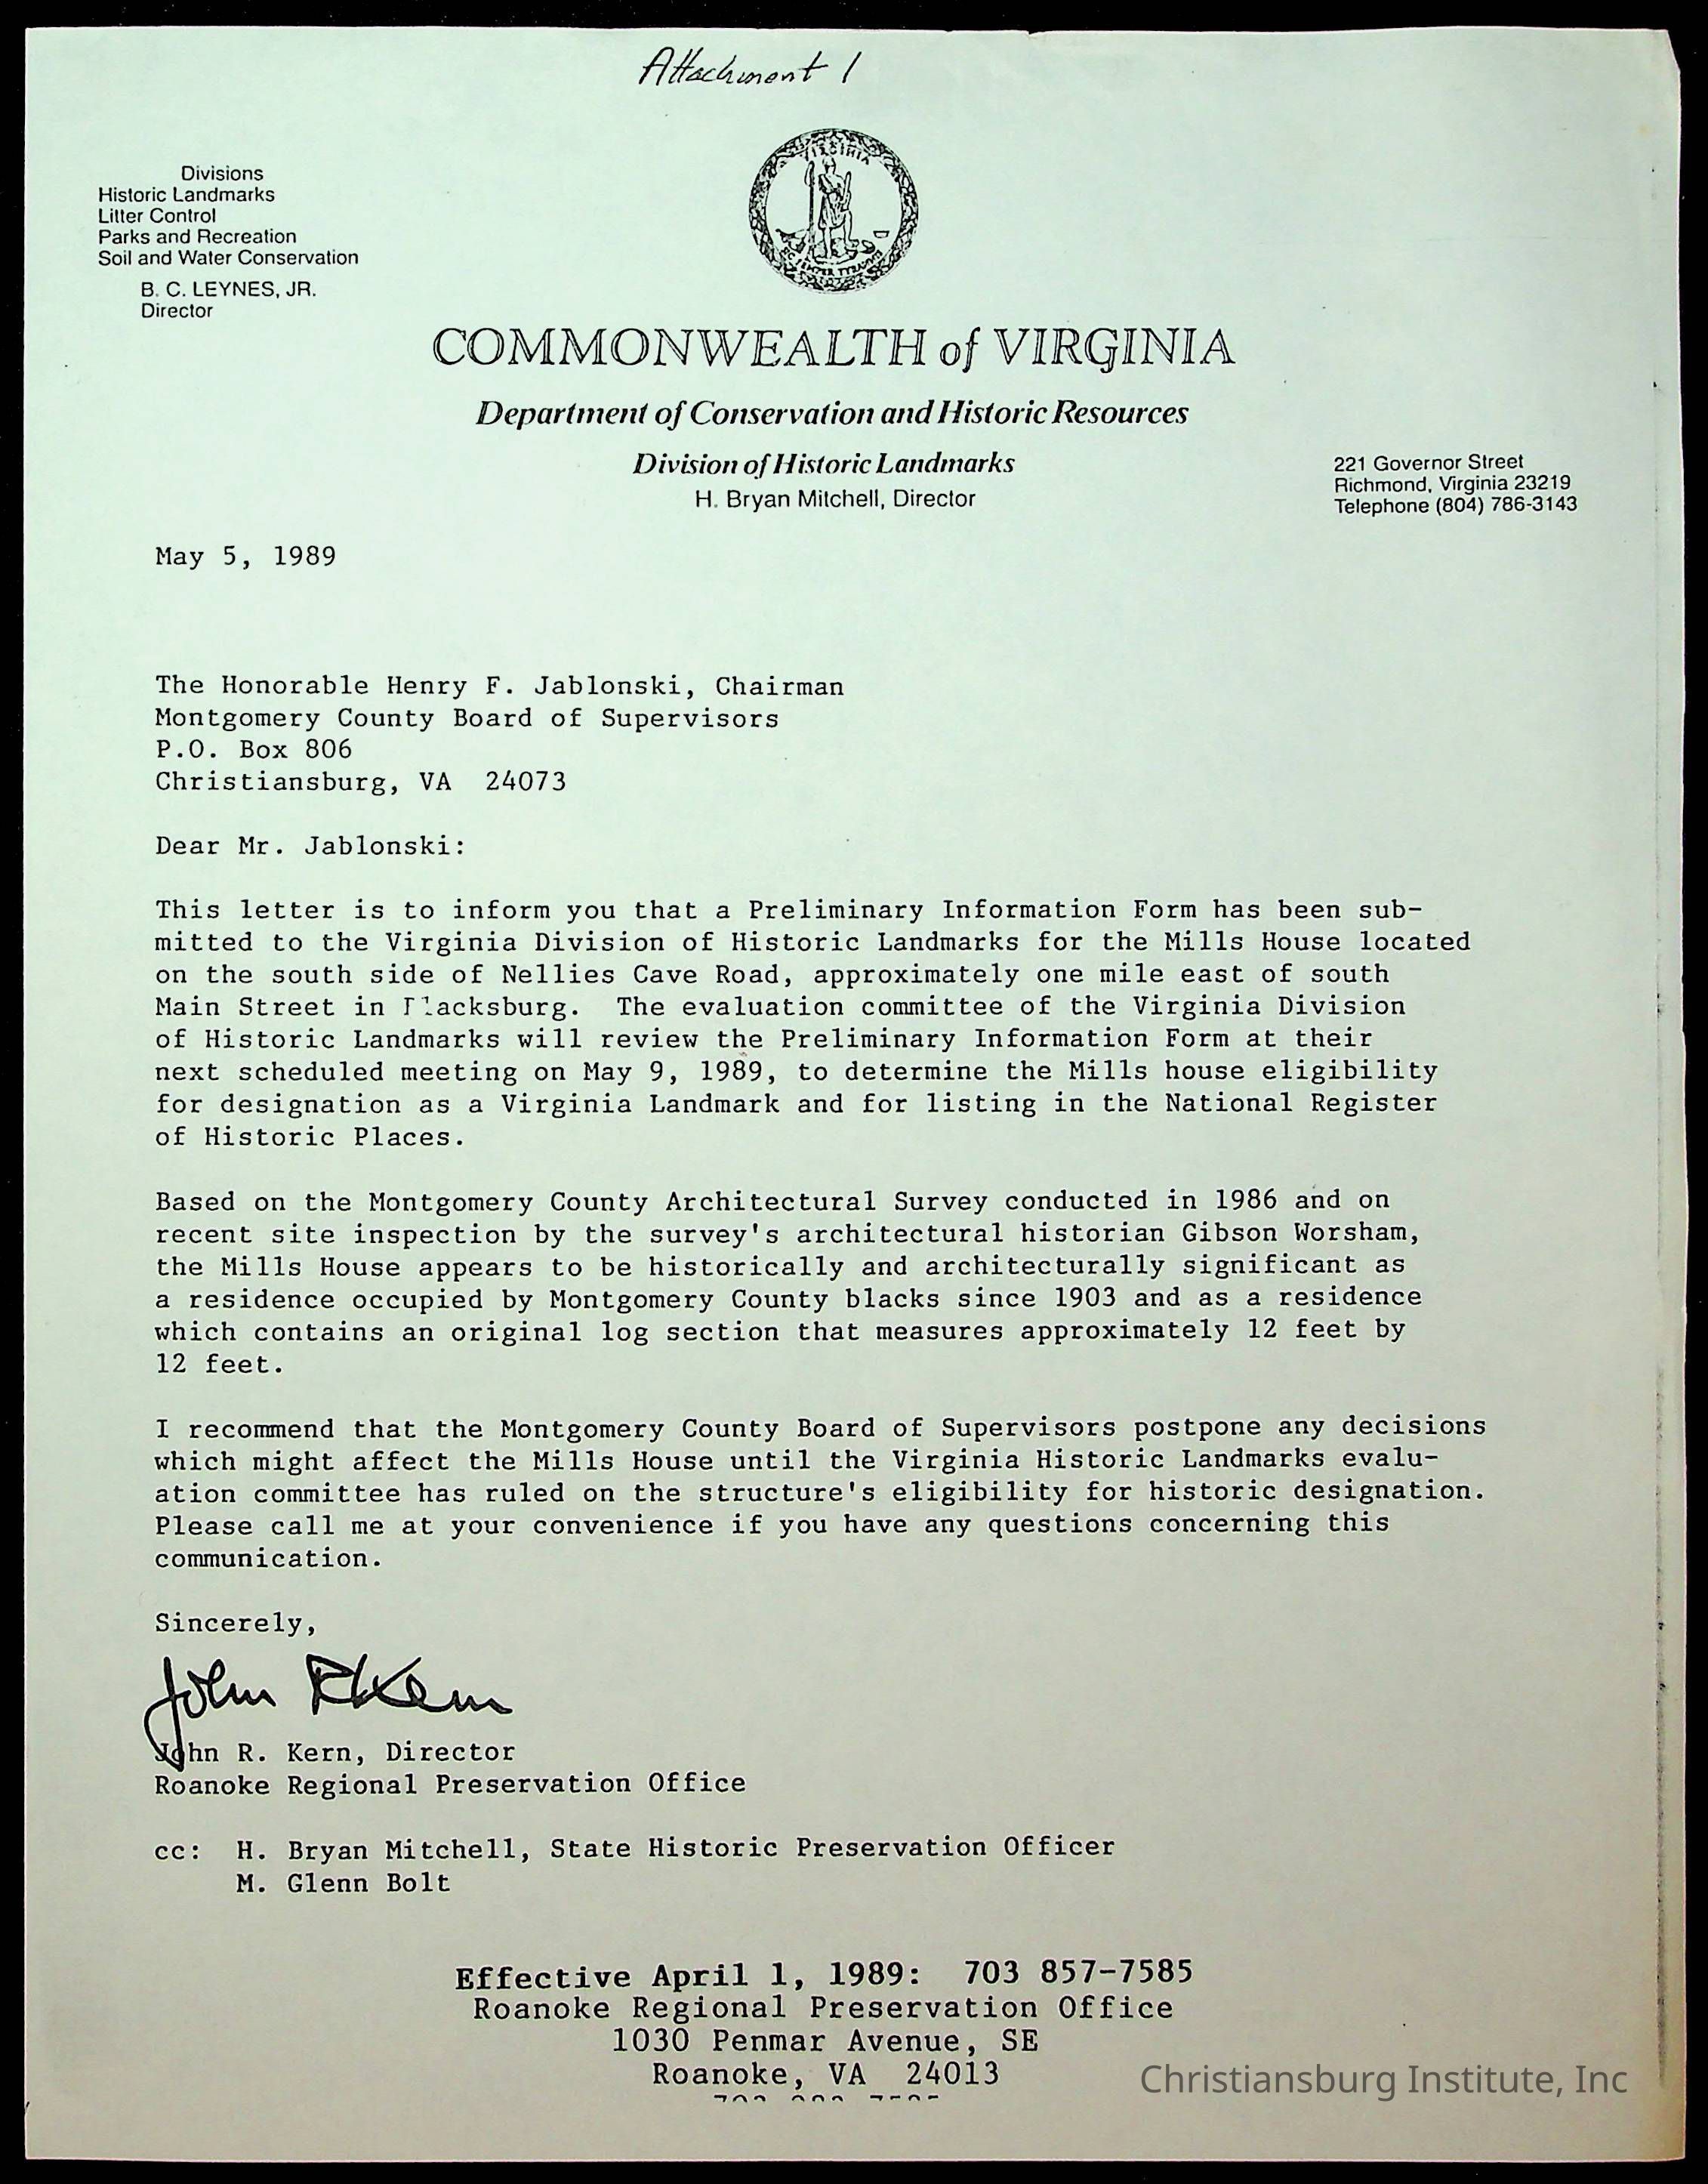 Attachment 1
Divisions
Historic Landmarks
Litter Control
Parks and Recreation
Soil and Water Conservation
B. C. LEYNES, JR.
Director
VIRGINIA
SIC SEMPER TYRANNIS
COMMONWEALTH of VIRGINIA
Department of Conservation and Historic Resources
Division of Historic Landmarks
H. Bryan Mitchell, Director
221 Governor Street
Richmond, Virginia 23219
Telephone (804) 786-3143
May 5, 1989
The Honorable Henry F. Jablonski, Chairman
Montgomery County Board of Supervisors
P.O. Box 806
Christiansburg, VA 24073
Dear Mr. Jablonski:
This letter is to inform you that a Preliminary Information Form has been sub-
mitted to the Virginia Division of Historic Landmarks for the Mills House located
on the south side of Nellies Cave Road, approximately one mile east of south
Main Street in Blacksburg. The evaluation committee of the Virginia Division
of Historic Landmarks will review the Preliminary Information Form at their
next scheduled meeting on May 9, 1989, to determine the Mills house eligibility
for designation as a Virginia Landmark and for listing in the National Register
of Historic Places.
Based on the Montgomery County Architectural Survey conducted in 1986 and on
recent site inspection by the survey's architectural historian Gibson Worsham,
the Mills House appears to be historically and architecturally significant as
a residence occupied by Montgomery County blacks since 1903 and as a residence
which contains an original log section that measures approximately 12 feet by
12 feet.
I recommend that the Montgomery County Board of Supervisors postpone any decisions
which might affect the Mills House until the Virginia Historic Landmarks evalu-
ation committee has ruled on the structure's eligibility for historic designation.
Please call me at your convenience if you have any questions concerning this
communication.
Sincerely,
John R Kern
John R. Kern, Director
Roanoke Regional Preservation Office
cc: H. Bryan Mitchell, State Historic Preservation Officer
M. Glenn Bolt
Effective April 1, 1989: 703 857-7585
Roanoke Regional Preservation Office
1030 Penmar Avenue, SE
Roanoke, VA 24013
Christiansburg Institute, Inc